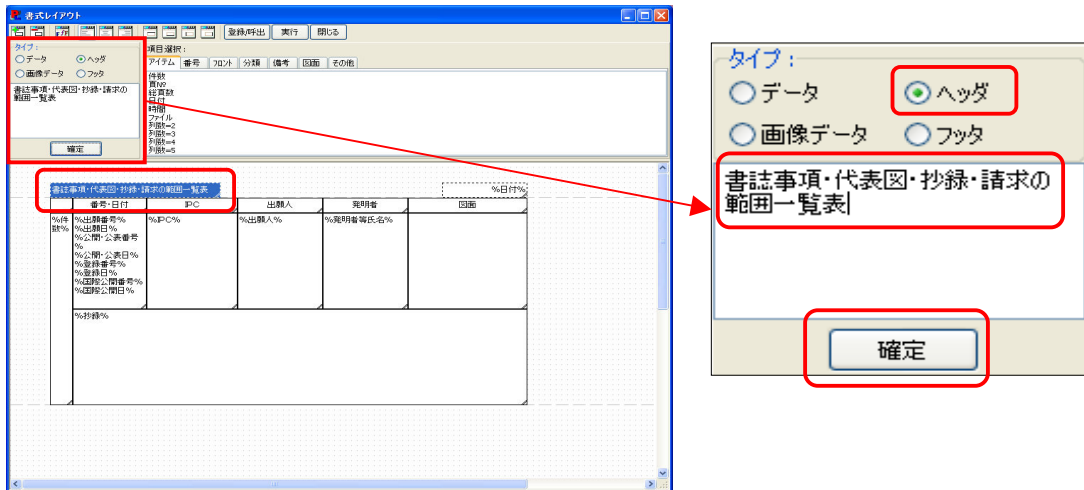 書式レイアウト
登録/呼出 実行 閉じる
タイプ:
データ ヘッダ
画像データ フッタ
書誌事項・代表図・抄録・請求の
範囲一覧表
確定
項目選択:
アイテム 番号 フロント 分類 備考 図面 その他
件数
頁No
総頁数
日付
時間
ファイル
列數=2
列數=3
列數=4
列數=5
書誌事項・代表図・抄録・請求の範囲一覧表
%日付%
番号・日付 IPC 出願人 発明者 図面
%件
数%
%出願番号%
%出願日%
%公開・公表番号
%
%公開・公表日%
%登録番号%
%登録日%
%国際公開番号%
%国際公開日%
%IPC%
%出願人%
%発明者等氏名%
%抄録%
タイプ:
データ ヘッダ
画像データ フッタ
書誌事項・代表図・抄録・請求の
範囲一覧表
確定